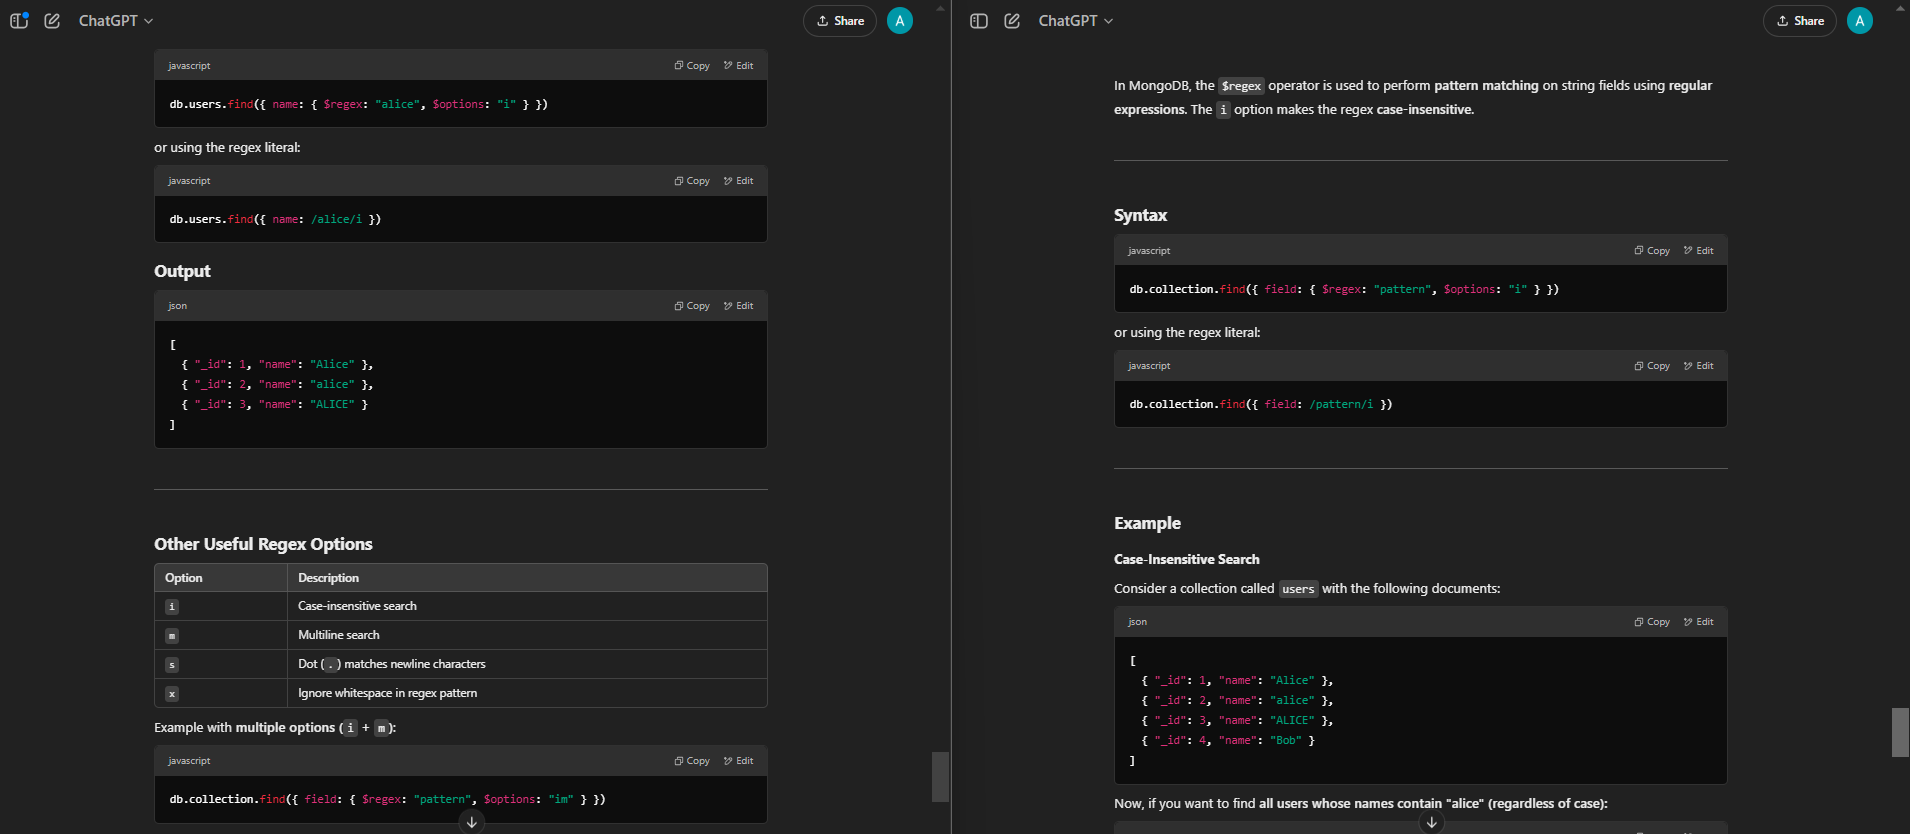 ChatGPT
Share
A
javascript
Copy
Edit
db.users.find({ name: { $regex: "alice", $options: "i" } })
or using the regex literal:
javascript
Copy
Edit
db.users.find({ name: /alice/i })
Output
json
Copy
Edit
[
{ "_id": 1, "name": "Alice" },
{ "_id": 2, "name": "alice" },
{ "_id": 3, "name": "ALICE" }
]
Other Useful Regex Options
Option Description
i Case-insensitive search
m Multiline search
s Dot (.) matches newline characters
x Ignore whitespace in regex pattern
Example with multiple options (i + m):
javascript
Copy
Edit
db.collection.find({ field: { $regex: "pattern", $options: "im" } })
ChatGPT
Share
A
In MongoDB, the $regex operator is used to perform pattern matching on string fields using regular
expressions. The i option makes the regex case-insensitive.
Syntax
javascript
Copy
Edit
db.collection.find({ field: { $regex: "pattern", $options: "i" } })
or using the regex literal:
javascript
Copy
Edit
db.collection.find({ field: /pattern/i })
Example
Case-Insensitive Search
Consider a collection called users with the following documents:
json
Copy
Edit
[
{ "_id": 1, "name": "Alice" },
{ "_id": 2, "name": "alice" },
{ "_id": 3, "name": "ALICE" },
{ "_id": 4, "name": "Bob" }
]
Now, if you want to find all users whose names contain "alice" (regardless of case):